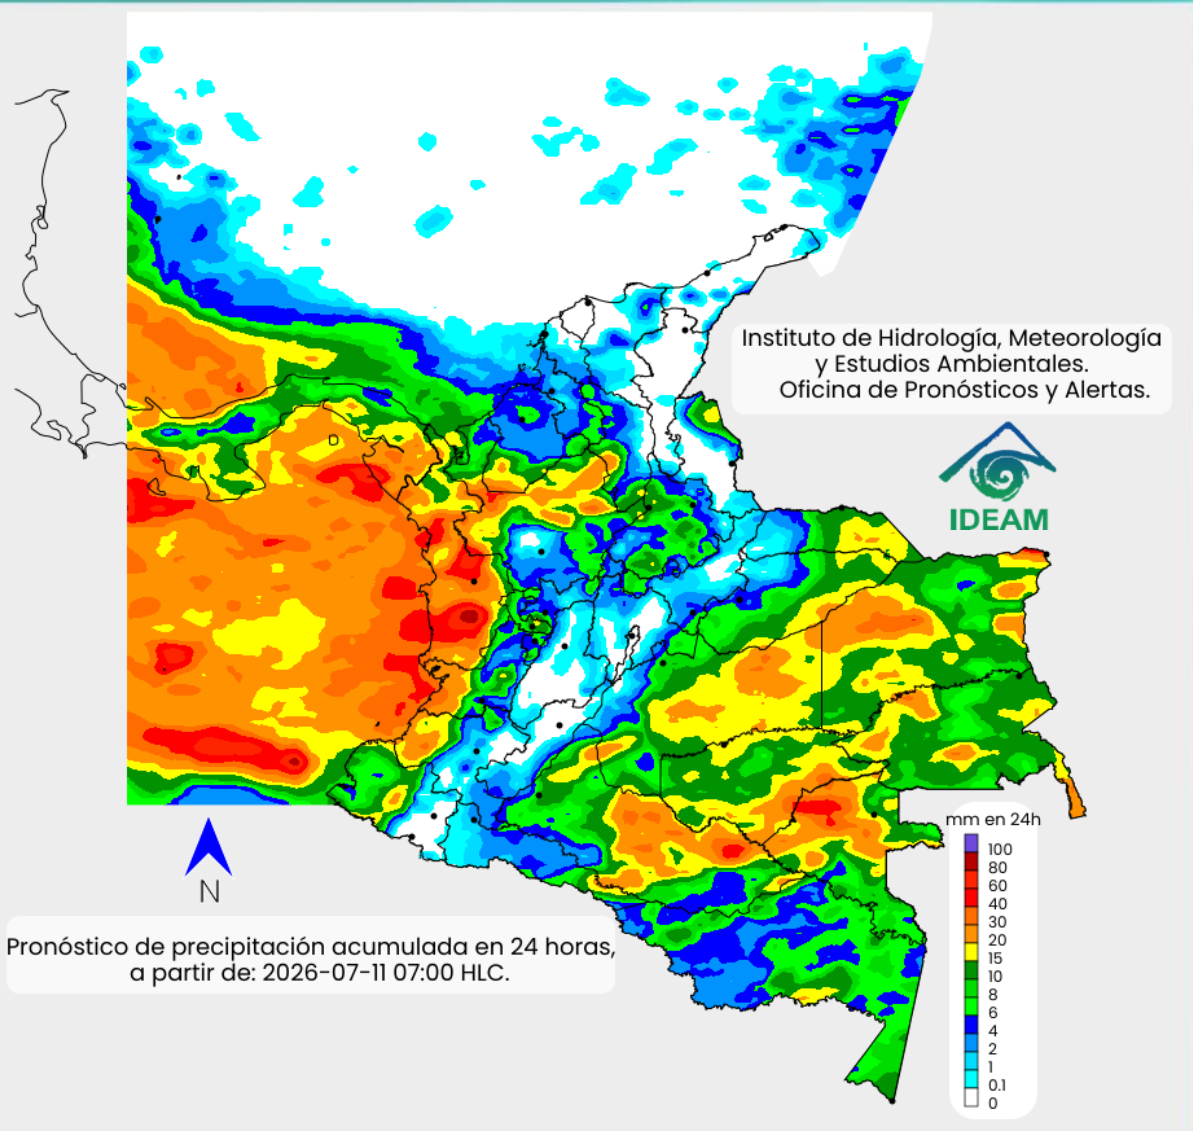 Instituto de Hidrología, Meteorología
y Estudios Ambientales.
Oficina de Pronósticos y Alertas.
IDEAM
mm en 24h
100
80
60
40
30
20
15
10
8
6
4
2
1
0.1
0
N
Pronóstico de precipitación acumulada en 24 horas,
a partir de: 2026-07-11 07:00 HLC.